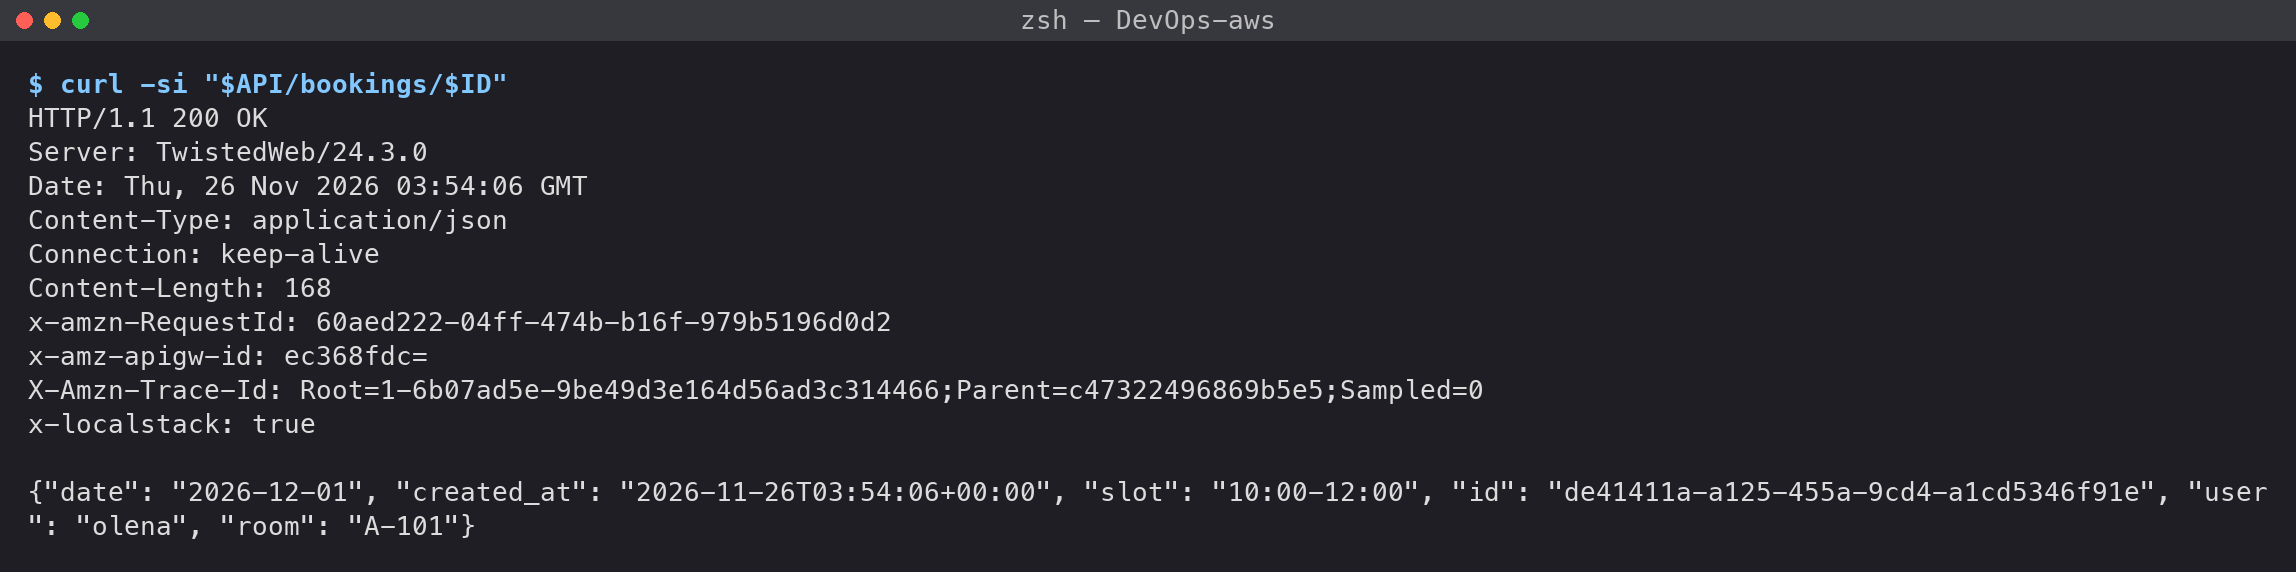 zsh — DevOps-aws
$ curl -si "$API/bookings/$ID"
HTTP/1.1 200 OK
Server: TwistedWeb/24.3.0
Date: Thu, 26 Nov 2026 03:54:06 GMT
Content-Type: application/json
Connection: keep-alive
Content-Length: 168
x-amzn-RequestId: 60aed222-04ff-474b-b16f-979b5196d0d2
x-amz-apigw-id: ec368fdc=
X-Amzn-Trace-Id: Root=1-6b07ad5e-9be49d3e164d56ad3c314466;Parent=c47322496869b5e5;Sampled=0
x-localstack: true
{"date": "2026-12-01", "created_at": "2026-11-26T03:54:06+00:00", "slot": "10:00-12:00", "id": "de41411a-a125-455a-9cd4-a1cd5346f91e", "user
": "olena", "room": "A-101"}